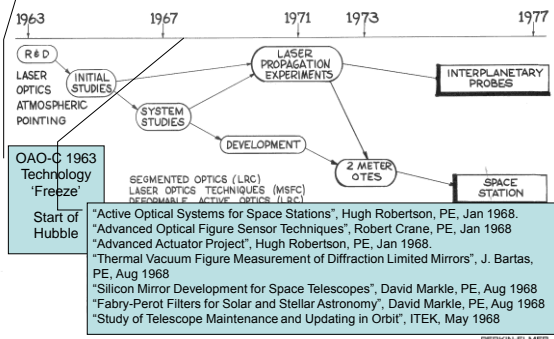 1963 1967 1971 1973 1977
R&D
LASER
OPTICS
ATMOSPHERIC
POINTING
INITIAL
STUDIES
SYSTEM
STUDIES
LASER
PROPAGATION
EXPERIMENTS
INTERPLANETARY
PROBES
DEVELOPMENT
2 METER
OTES
SPACE
STATION
SEGMENTED OPTICS (LRC)
LASER OPTICS TECHNIQUES (MSFC)
DEFORMABLE ACTIVE OPTICS (LRC)
OAO-C 1963
Technology
‘Freeze’
Start of
Hubble
“Active Optical Systems for Space Stations”, Hugh Robertson, PE, Jan 1968.
“Advanced Optical Figure Sensor Techniques”, Robert Crane, PE, Jan 1968
“Advanced Actuator Project”, Hugh Robertson, PE, Jan 1968.
“Thermal Vacuum Figure Measurement of Diffraction Limited Mirrors”, J. Bartas,
PE, Aug 1968
“Silicon Mirror Development for Space Telescopes”, David Markle, PE, Aug 1968
“Fabry-Perot Filters for Solar and Stellar Astronomy”, David Markle, PE, Aug 1968
“Study of Telescope Maintenance and Updating in Orbit”, ITEK, May 1968
PERKIN-ELMER